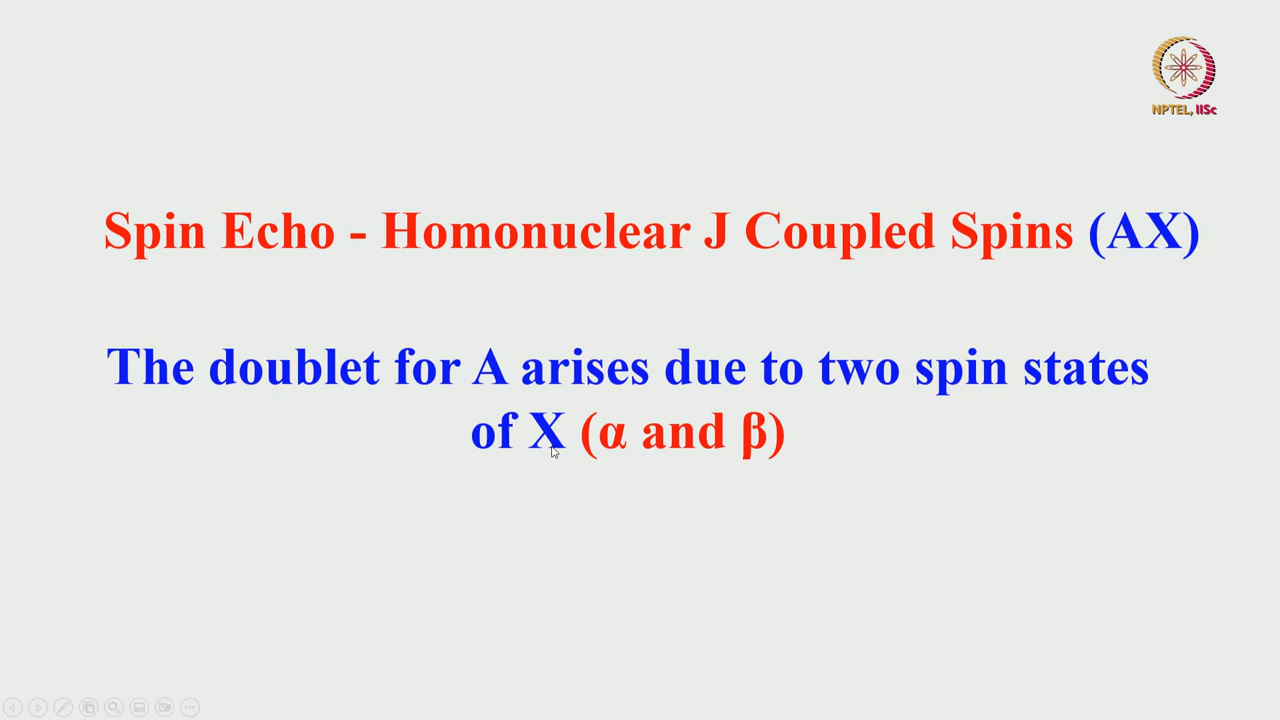 NPTEL, IISc
Spin Echo - Homonuclear J Coupled Spins (AX)
The doublet for A arises due to two spin states
of X (α and β)